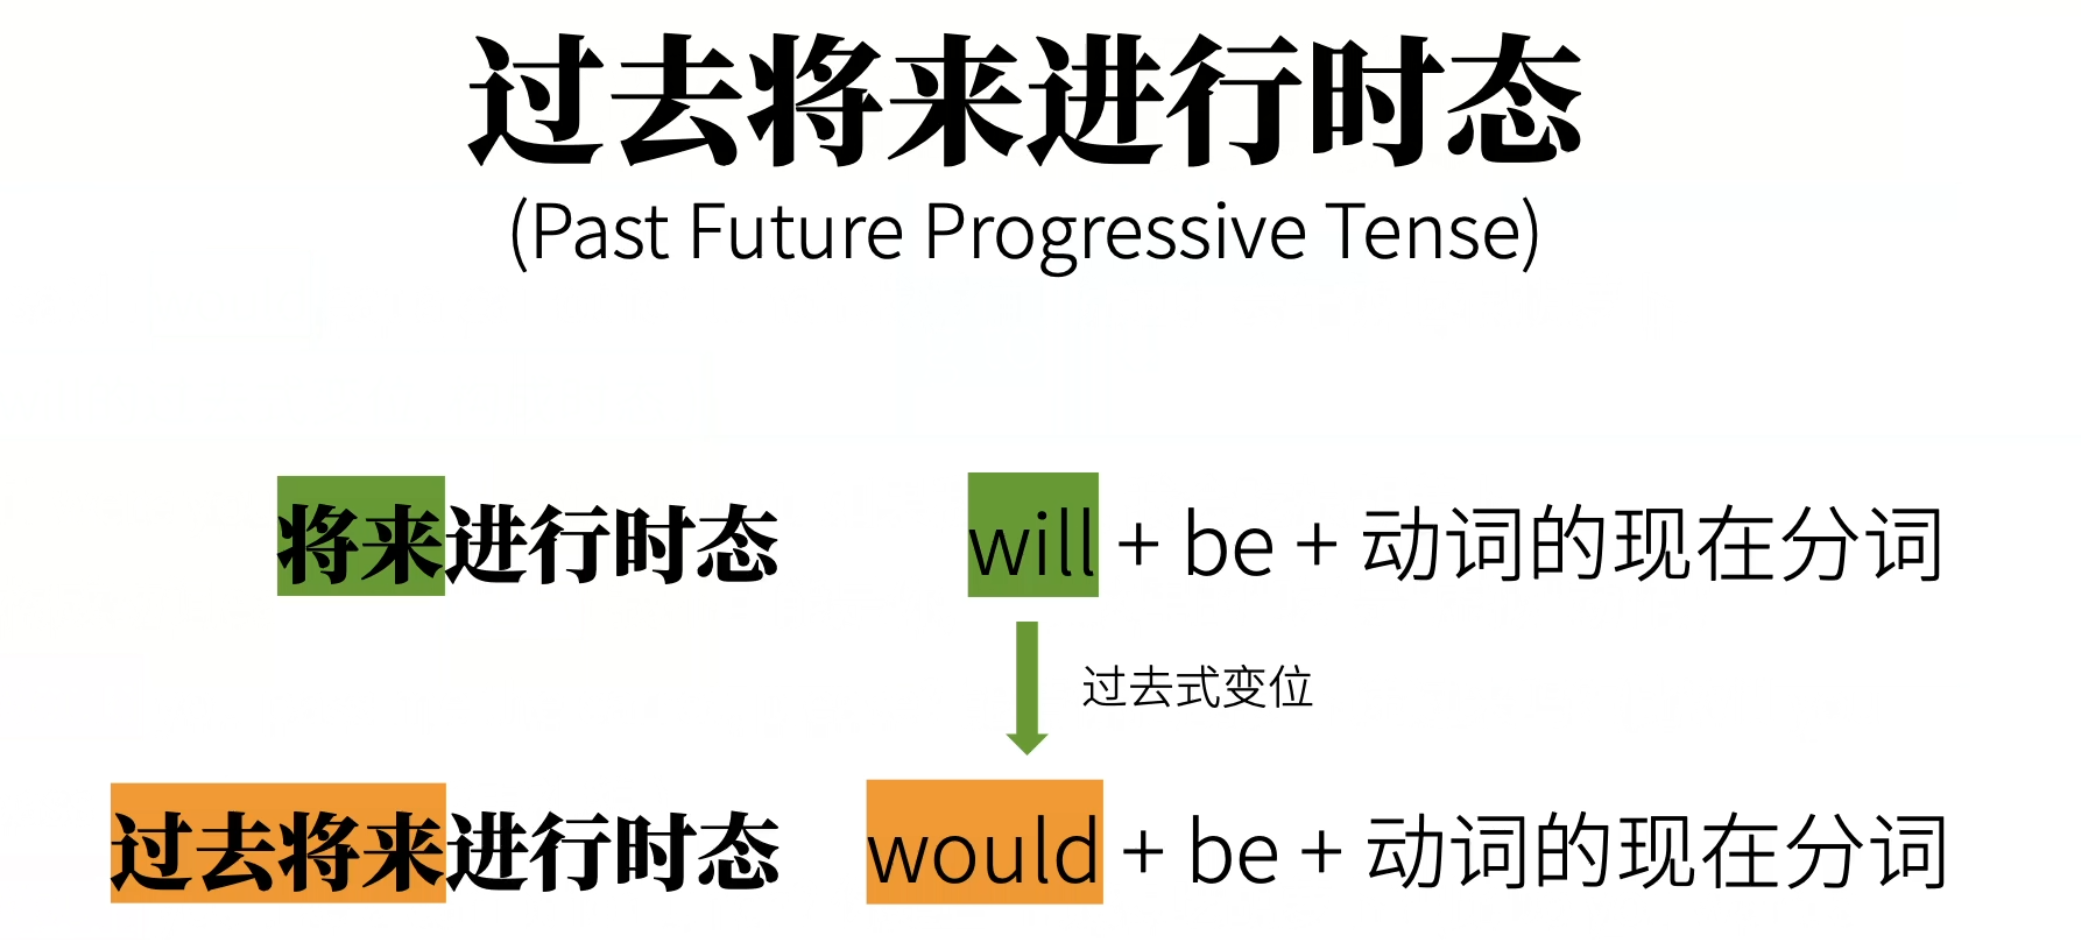 过去将来进行时态
(Past Future Progressive Tense)
将来进行时态 will + be + 动词的现在分词
过去式变位
过去将来进行时态 would + be + 动词的现在分词